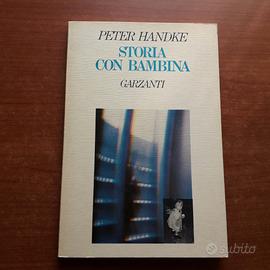 PETER HANDKE
STORIA
CON BAMBINA
GARZANTI
subito